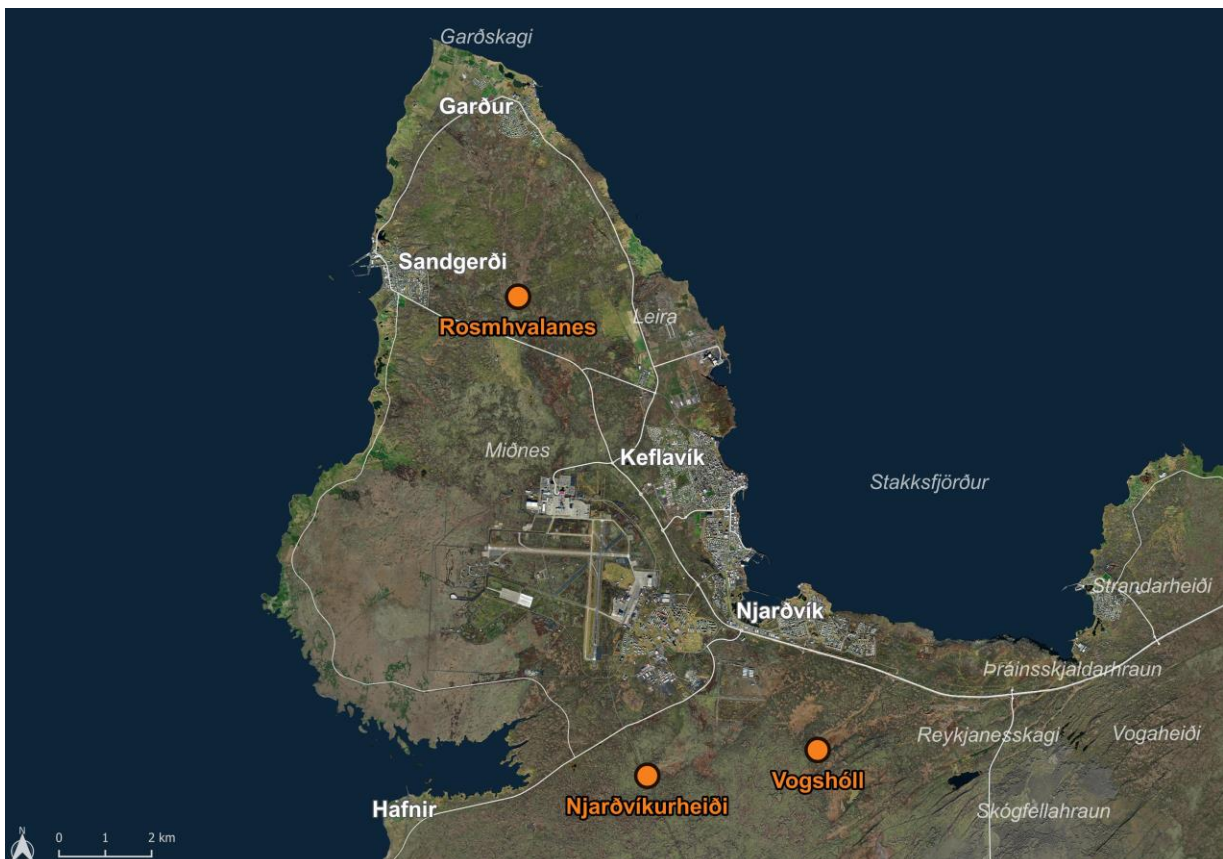 Garðskagi
Garður
Sandgerði
Rosmhvalanes
Leira
Miðnes
Keflavík
Stakksfjörður
Strandarheiði
Njarðvík
Þráinsskjaldarhraun
Reykjanesskagi
Vogaheiði
Vogshóll
Njarðvíkurheiði
Hafnir
Skógfellahraun
N
0 1 2 km